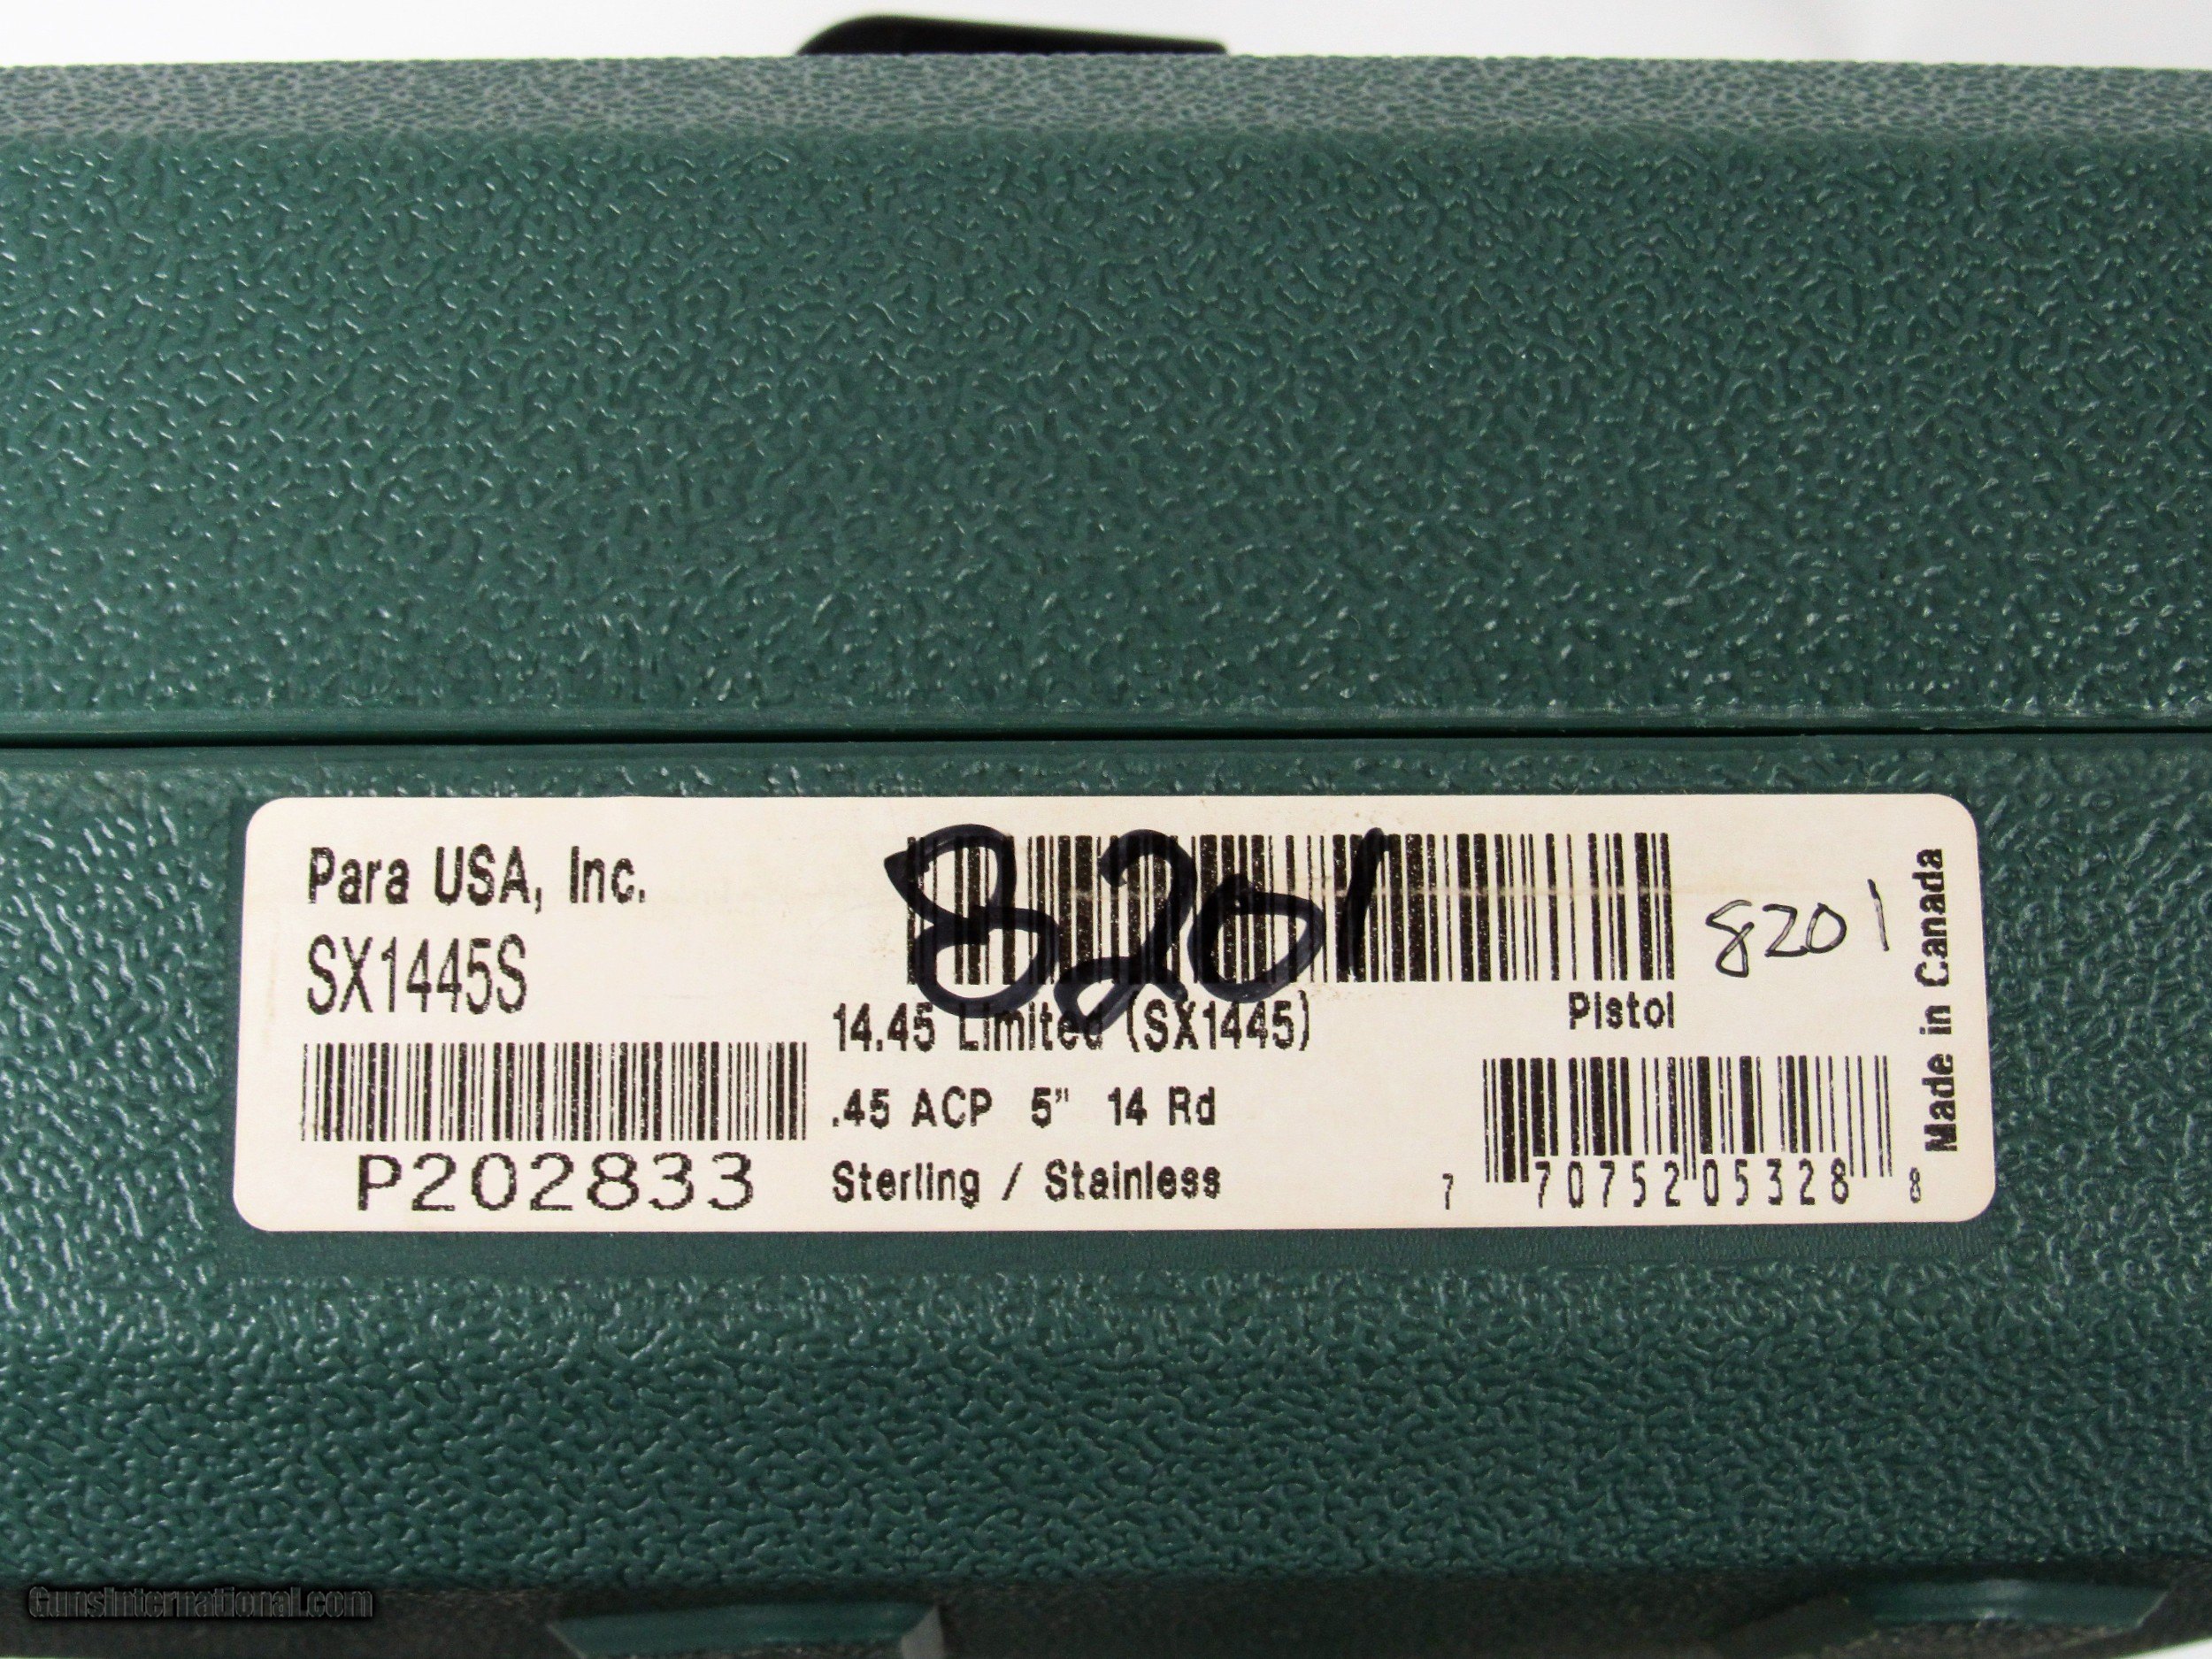 Para USA, Inc.
SX1445S
P202833
8201
14.45 Limited (SX1445)
.45 ACP 5" 14 Rd
Sterling / Stainless
8201
Pistol
7 70752 05328 8
Made in Canada
GunsInternational.com